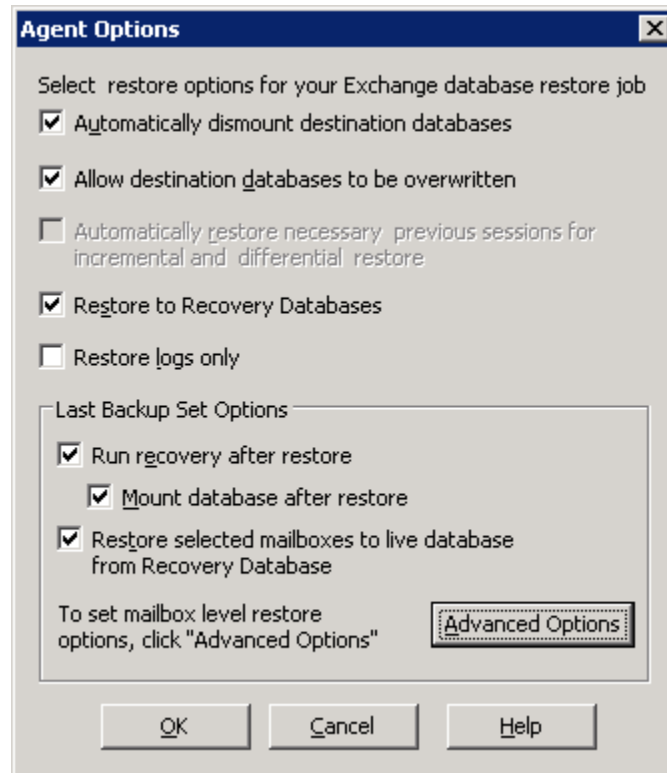 Agent Options
Select restore options for your Exchange database restore job
Automatically dismount destination databases
Allow destination databases to be overwritten
Automatically restore necessary previous sessions for
incremental and differential restore
Restore to Recovery Databases
Restore logs only
Last Backup Set Options
Run recovery after restore
Mount database after restore
Restore selected mailboxes to live database
from Recovery Database
To set mailbox level restore
options, click "Advanced Options"
Advanced Options
OK
Cancel
Help